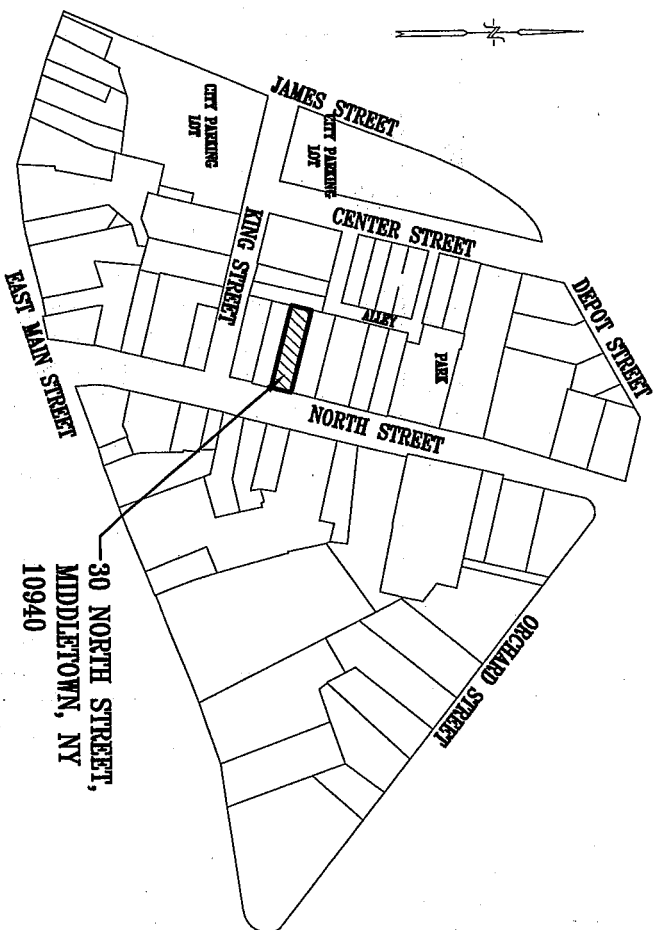 N
JAMES STREET
CITY PARKING
LOT
CITY PARKING
LOT
CENTER STREET
DEPOT STREET
KING STREET
ALLEY
PARK
NORTH STREET
EAST MAIN STREET
ORCHARD STREET
30 NORTH STREET,
MIDDLETOWN, NY
10940